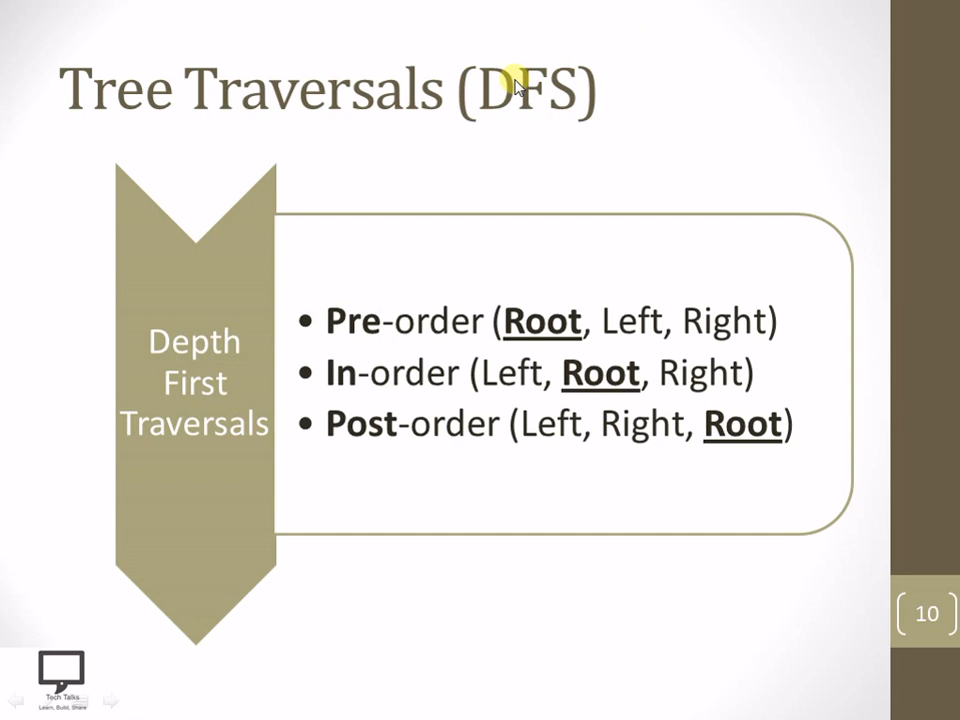 Tree Traversals (DFS)
Depth
First
Traversals
• Pre-order (Root, Left, Right)
• In-order (Left, Root, Right)
• Post-order (Left, Right, Root)
10
Tech Talks
Learn, Build, Share